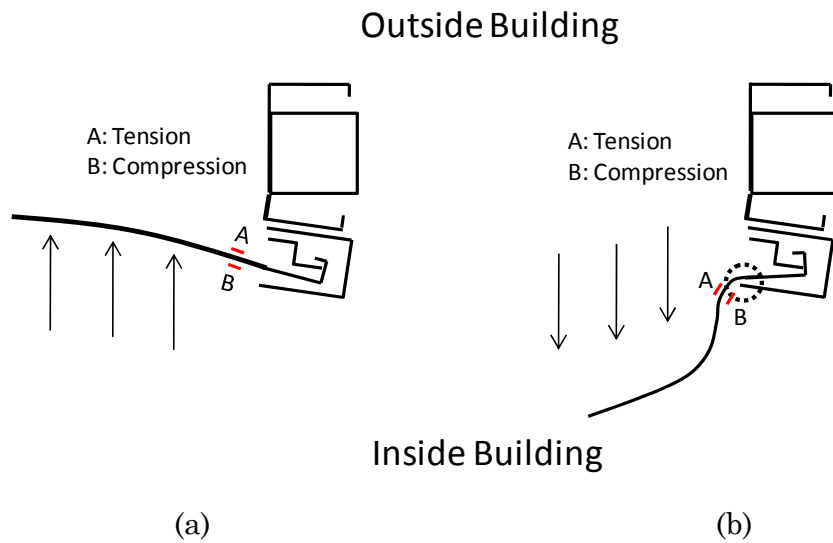 Outside Building
A: Tension
B: Compression
A
B
A: Tension
B: Compression
A
B
Inside Building
(a)
(b)